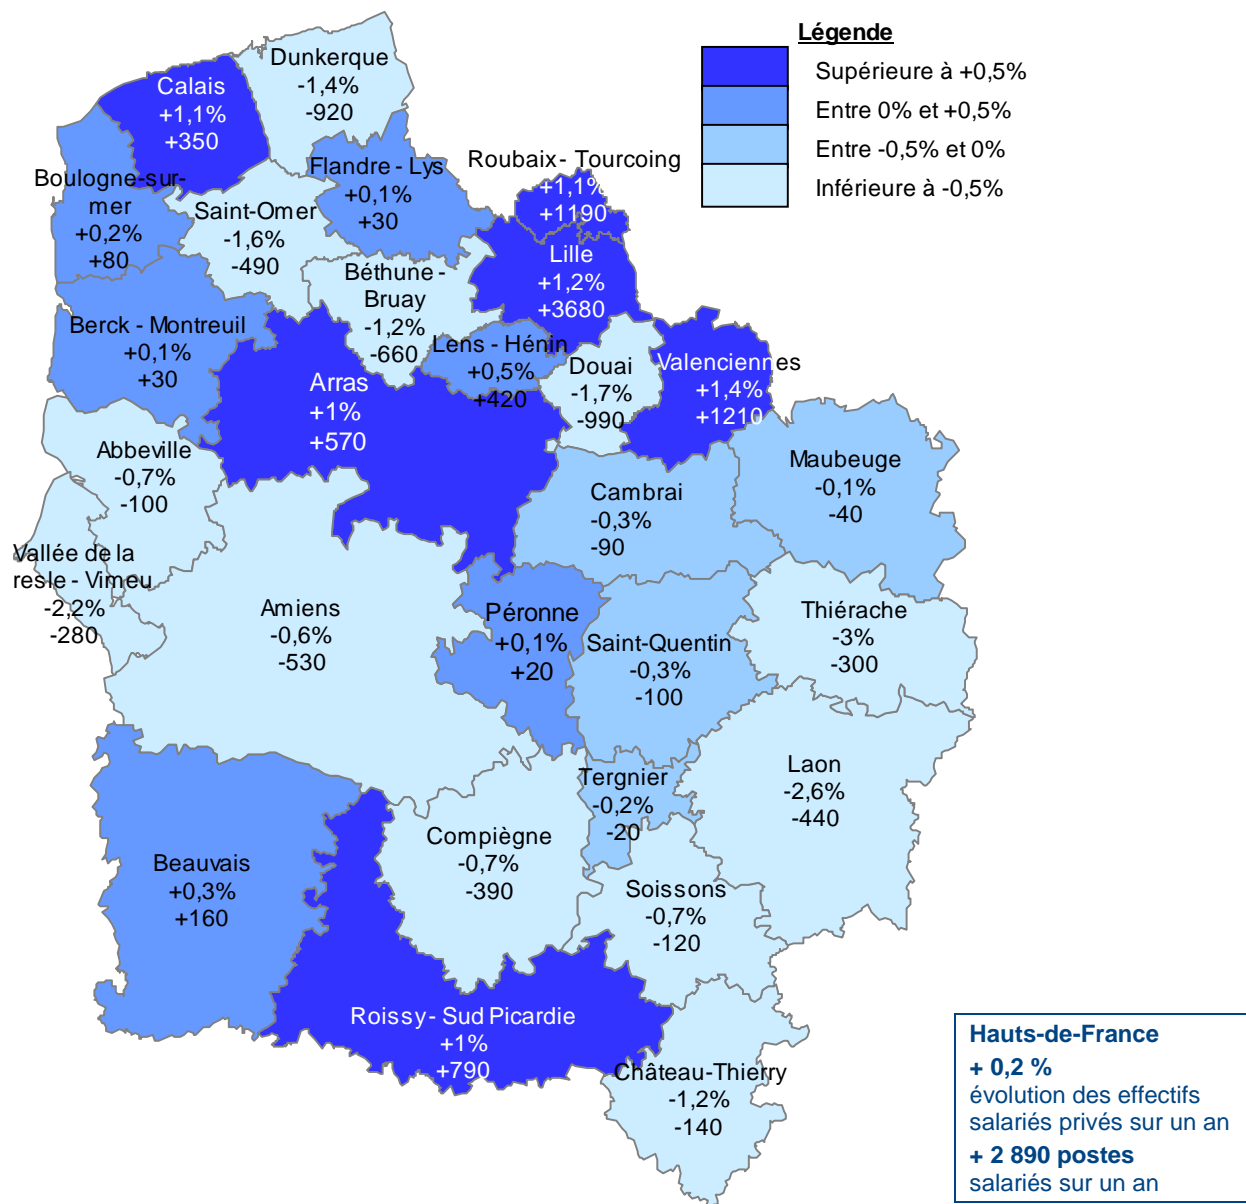 Légende
Supérieure à +0,5%
Entre 0% et +0,5%
Entre -0,5% et 0%
Inférieure à -0,5%
Dunkerque
-1,4%
-920
Calais
+1,1%
+350
Flandre - Lys
+0,1%
+30
Roubaix - Tourcoing
+1,1%
+1190
Boulogne-sur-
mer
+0,2%
+80
Saint-Omer
-1,6%
-490
Lille
+1,2%
+3680
Béthune -
Bruay
-1,2%
-660
Berck - Montreuil
+0,1%
+30
Lens - Hénin
+0,5%
+420
Douai
-1,7%
-990
Valenciennes
+1,4%
+1210
Arras
+1%
+570
Abbeville
-0,7%
-100
Maubeuge
-0,1%
-40
Cambrai
-0,3%
-90
Vallée de la
resle - Vimeu
-2,2%
-280
Amiens
-0,6%
-530
Péronne
+0,1%
+20
Saint-Quentin
-0,3%
-100
Thiérache
-3%
-300
Tergnier
-0,2%
-20
Laon
-2,6%
-440
Compiègne
-0,7%
-390
Beauvais
+0,3%
+160
Soissons
-0,7%
-120
Roissy - Sud Picardie
+1%
+790
Château-Thierry
-1,2%
-140
Hauts-de-France
+ 0,2 %
évolution des effectifs
salariés privés sur un an
+ 2 890 postes
salariés sur un an